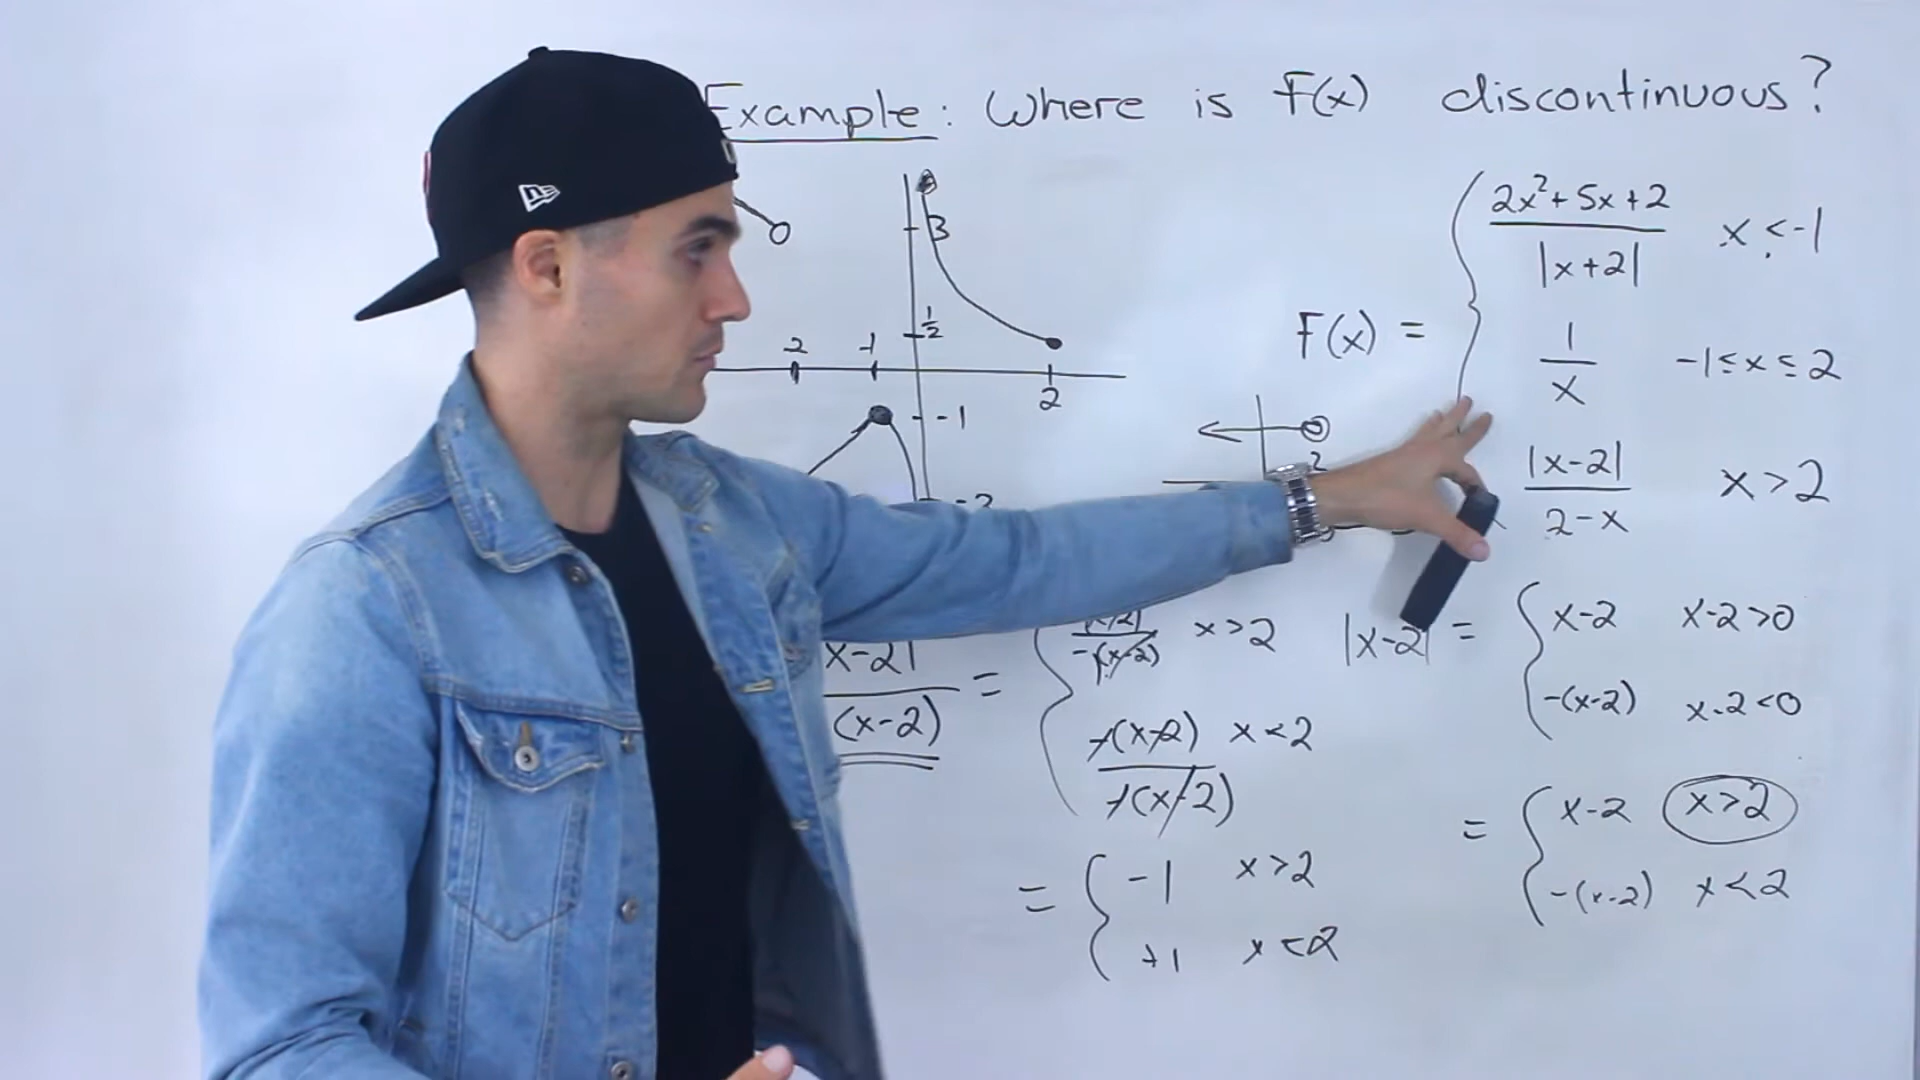 Example: Where is F(x) discontinuous?
F(x) =
2x²+5x+2
|x+2|
x < -1
1
x
-1 ≤ x ≤ 2
|x-2|
2-x
x > 2
3
1/2
-2
-1
2
-1
-2
2
|x-2| =
x-2 x-2>0
-(x-2) x-2<0
=
x-2 x>2
-(x-2) x<2
x-2|
(x-2)
=
-(x-2)
x>2
-(x-2) x<2
-(x-2)
=
-1 x>2
+1 x<2